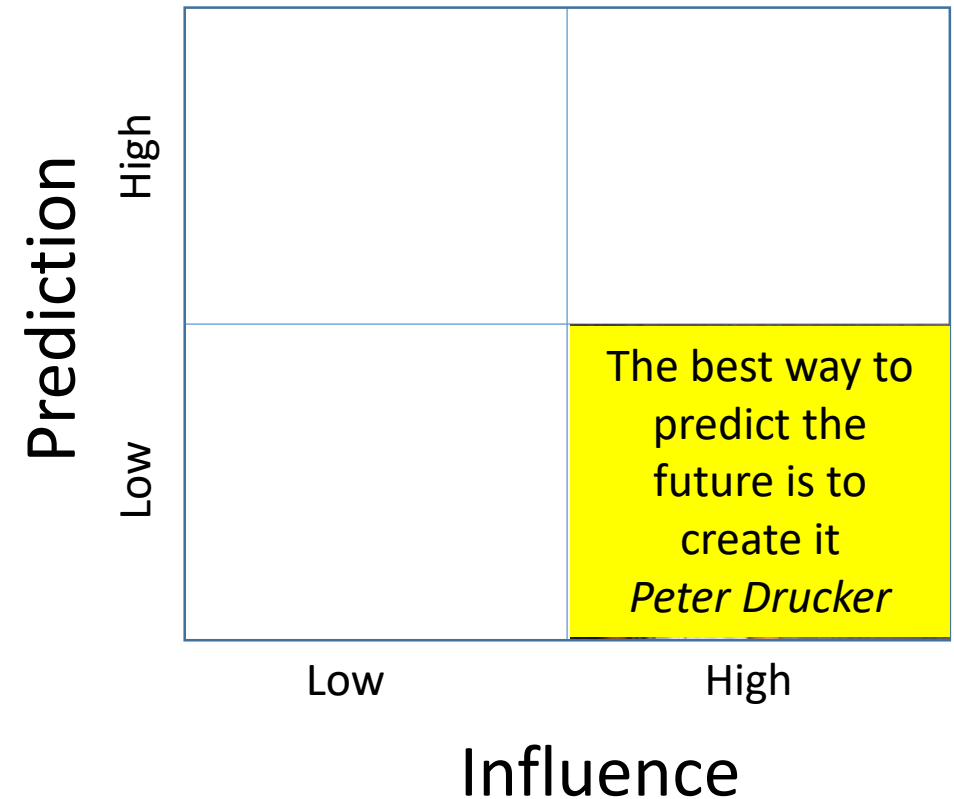 Prediction
High
Low
The best way to
predict the
future is to
create it
Peter Drucker
Low
High
Influence